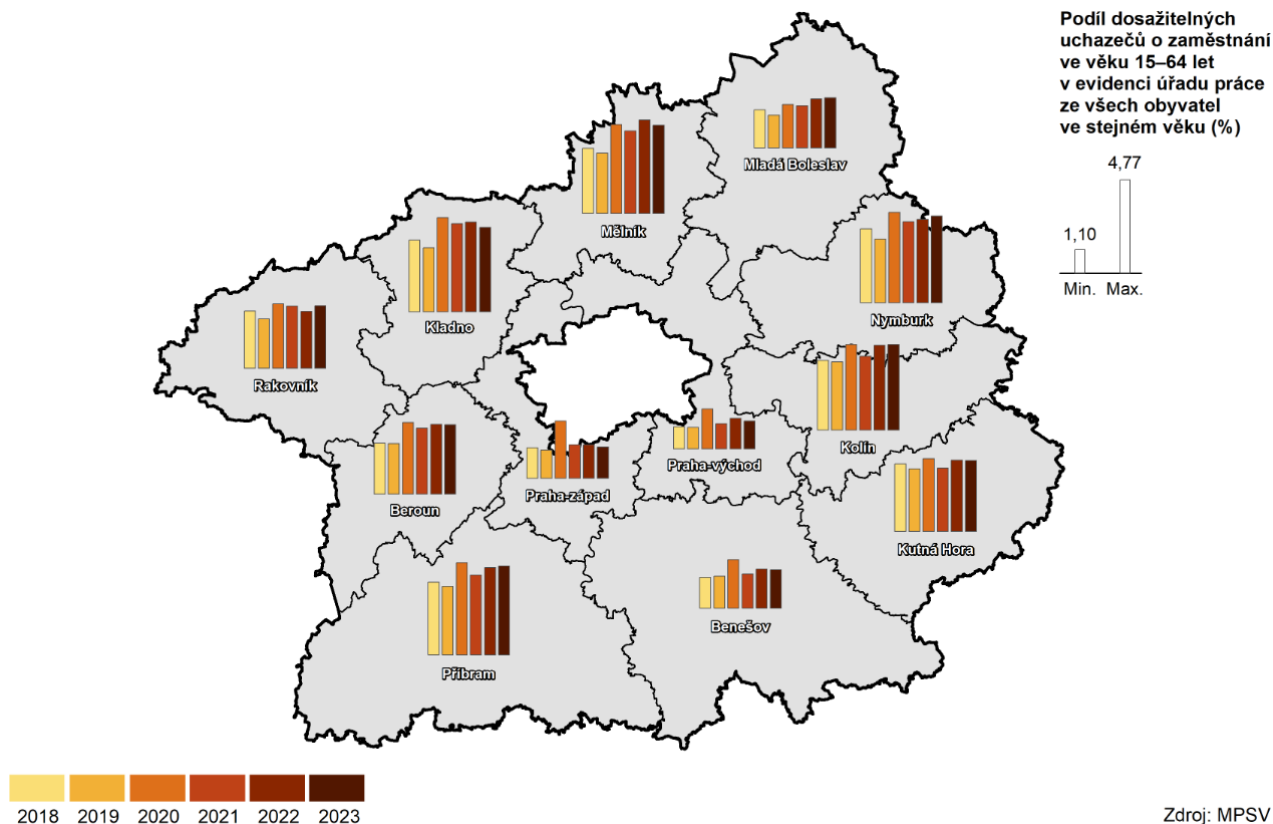 Podíl dosažitelných
uchazečů o zaměstnání
ve věku 15–64 let
v evidenci úřadu práce
ze všech obyvatel
ve stejném věku (%)
4,77
1,10
Min. Max.
Mladá Boleslav
Mělník
Nymburk
Kladno
Rakovník
Kolín
Praha-východ
Praha-západ
Beroun
Kutná Hora
Benešov
Příbram
2018 2019 2020 2021 2022 2023
Zdroj: MPSV